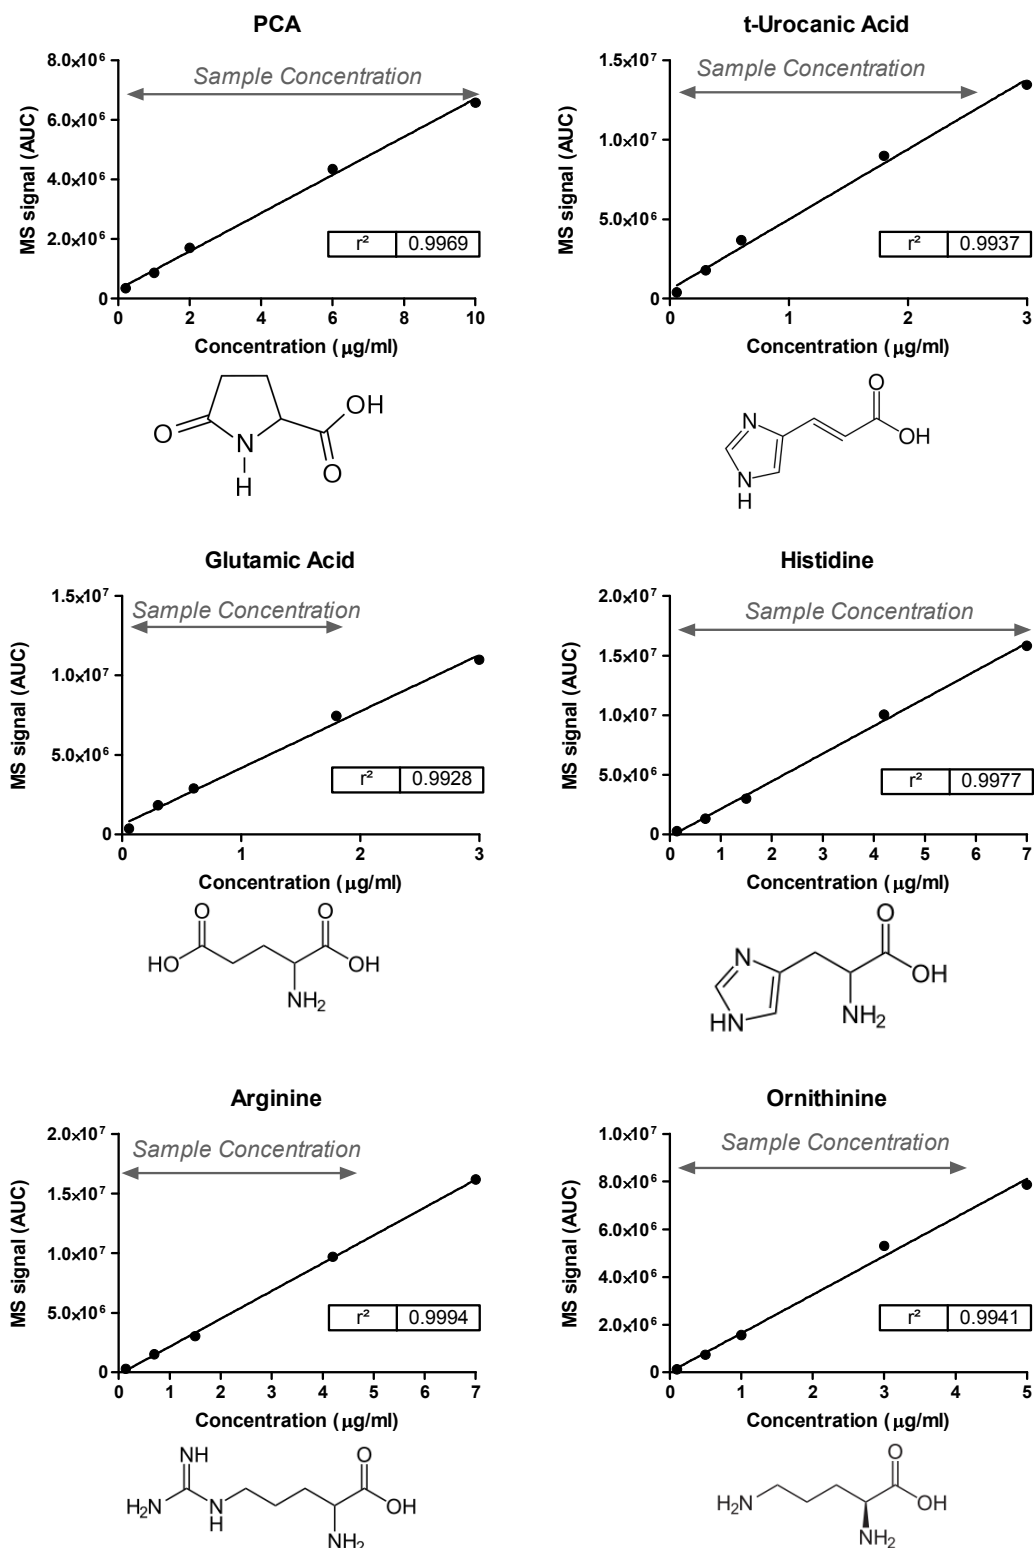 PCA
8.0×10⁶
Sample Concentration
6.0×10⁶
4.0×10⁶
2.0×10⁶
0
MS signal (AUC)
r² 0.9969
0 2 4 6 8 10
Concentration (μg/ml)
O
N
H
OH
O
t-Urocanic Acid
1.5×10⁷
Sample Concentration
1.0×10⁷
5.0×10⁶
0
MS signal (AUC)
r² 0.9937
0 1 2 3
Concentration (μg/ml)
N
N
H
O
OH
Glutamic Acid
1.5×10⁷
Sample Concentration
1.0×10⁷
5.0×10⁶
0
MS signal (AUC)
r² 0.9928
0 1 2 3
Concentration (μg/ml)
O O
HO OH
NH₂
Histidine
2.0×10⁷
Sample Concentration
1.5×10⁷
1.0×10⁷
5.0×10⁶
0
MS signal (AUC)
r² 0.9977
0 1 2 3 4 5 6 7
Concentration (μg/ml)
O
N
OH
HN NH₂
Arginine
2.0×10⁷
Sample Concentration
1.5×10⁷
1.0×10⁷
5.0×10⁶
0
MS signal (AUC)
r² 0.9994
0 1 2 3 4 5 6 7
Concentration (μg/ml)
NH O
H₂N N OH
H
NH₂
Ornithinine
1.0×10⁷
Sample Concentration
8.0×10⁶
6.0×10⁶
4.0×10⁶
2.0×10⁶
0
MS signal (AUC)
r² 0.9941
0 1 2 3 4 5
Concentration (μg/ml)
O
H₂N OH
NH₂